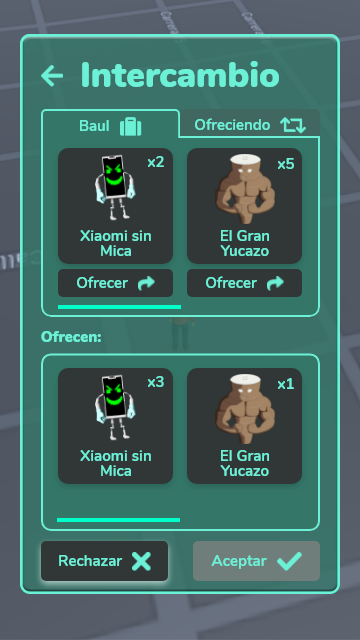 Intercambio
Baul
Ofreciendo
x2
x5
Xiaomi sin
Mica
El Gran
Yucazo
Ofrecer
Ofrecer
Ofrecen:
x3
x1
Xiaomi sin
Mica
El Gran
Yucazo
Rechazar
Aceptar